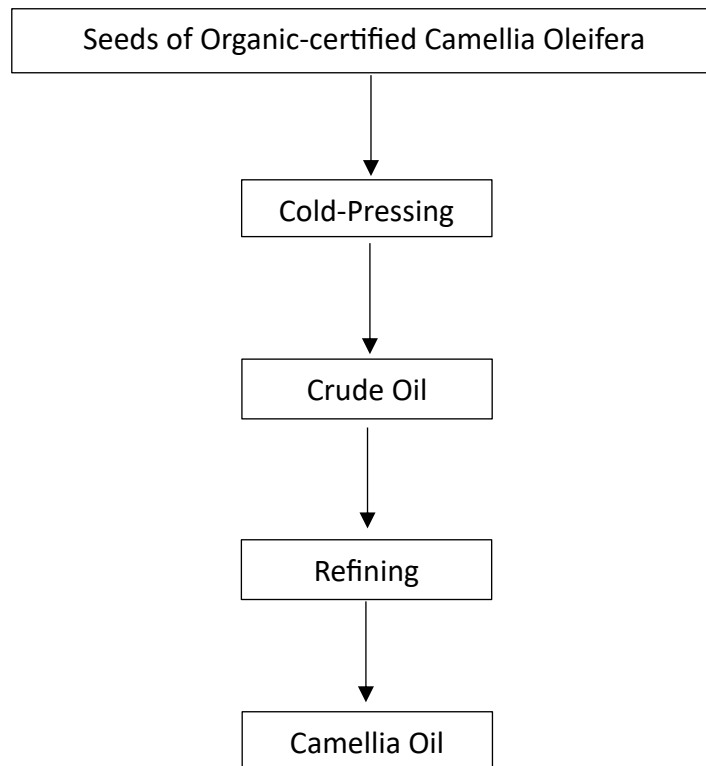 Seeds of Organic-certified Camellia Oleifera
Cold-Pressing
Crude Oil
Refining
Camellia Oil